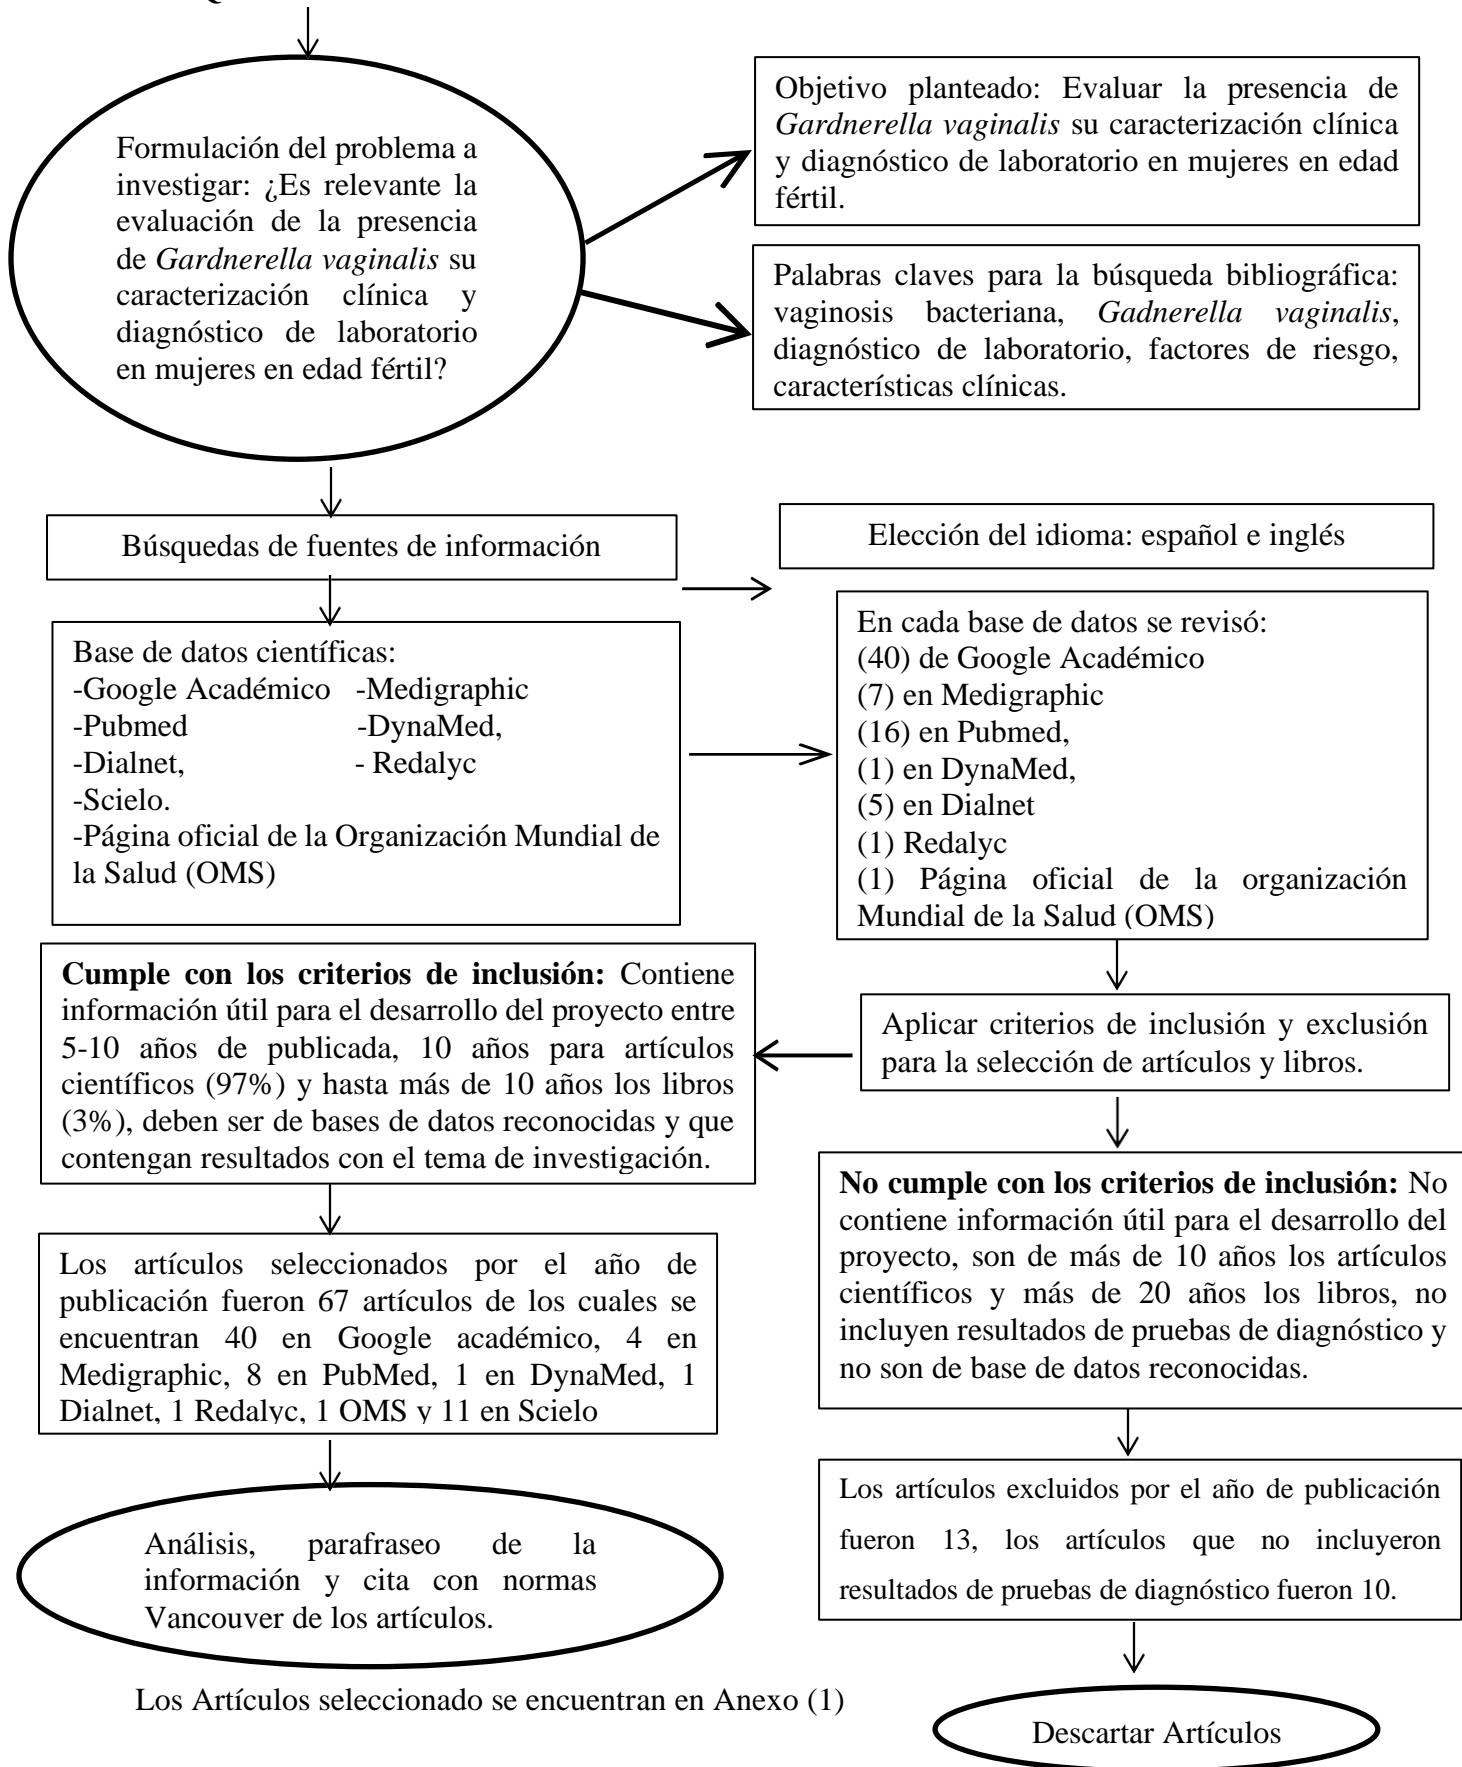 Formulación del problema a
investigar: ¿Es relevante la
evaluación de la presencia
de Gardnerella vaginalis su
caracterización clínica y
diagnóstico de laboratorio
en mujeres en edad fértil?
Objetivo planteado: Evaluar la presencia de
Gardnerella vaginalis su caracterización clínica
y diagnóstico de laboratorio en mujeres en edad
fértil.
Palabras claves para la búsqueda bibliográfica:
vaginosis bacteriana, Gadnerella vaginalis,
diagnóstico de laboratorio, factores de riesgo,
características clínicas.
Búsquedas de fuentes de información
Elección del idioma: español e inglés
Base de datos científicas:
-Google Académico -Medigraphic
-Pubmed -DynaMed,
-Dialnet, - Redalyc
-Scielo.
-Página oficial de la Organización Mundial de
la Salud (OMS)
En cada base de datos se revisó:
(40) de Google Académico
(7) en Medigraphic
(16) en Pubmed,
(1) en DynaMed,
(5) en Dialnet
(1) Redalyc
(1) Página oficial de la organización
Mundial de la Salud (OMS)
Cumple con los criterios de inclusión: Contiene
información útil para el desarrollo del proyecto entre
5-10 años de publicada, 10 años para artículos
científicos (97%) y hasta más de 10 años los libros
(3%), deben ser de bases de datos reconocidas y que
contengan resultados con el tema de investigación.
Aplicar criterios de inclusión y exclusión
para la selección de artículos y libros.
No cumple con los criterios de inclusión: No
contiene información útil para el desarrollo del
proyecto, son de más de 10 años los artículos
científicos y más de 20 años los libros, no
incluyen resultados de pruebas de diagnóstico y
no son de base de datos reconocidas.
Los artículos seleccionados por el año de
publicación fueron 67 artículos de los cuales se
encuentran 40 en Google académico, 4 en
Medigraphic, 8 en PubMed, 1 en DynaMed, 1
Dialnet, 1 Redalyc, 1 OMS y 11 en Scielo
Los artículos excluidos por el año de publicación
fueron 13, los artículos que no incluyeron
resultados de pruebas de diagnóstico fueron 10.
Análisis, parafraseo de la
información y cita con normas
Vancouver de los artículos.
Los Artículos seleccionado se encuentran en Anexo (1)
Descartar Artículos